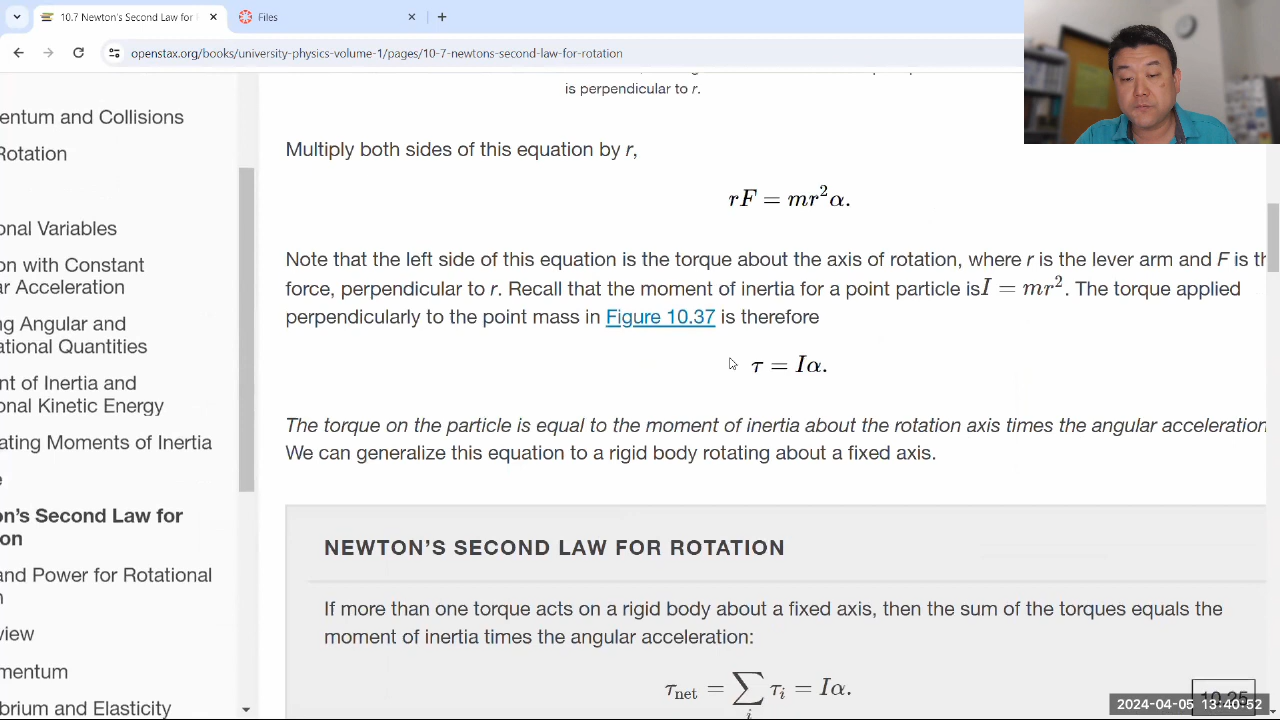 10.7 Newton's Second Law for
Files
openstax.org/books/university-physics-volume-1/pages/10-7-newtons-second-law-for-rotation
is perpendicular to r.
entum and Collisions
Rotation
onal Variables
on with Constant
ar Acceleration
ng Angular and
ational Quantities
nt of Inertia and
onal Kinetic Energy
ating Moments of Inertia
e
on's Second Law for
on
and Power for Rotational
n
view
mentum
brium and Elasticity
Multiply both sides of this equation by r,
rF = mr²α.
Note that the left side of this equation is the torque about the axis of rotation, where r is the lever arm and F is th
force, perpendicular to r. Recall that the moment of inertia for a point particle is I = mr². The torque applied
perpendicularly to the point mass in Figure 10.37 is therefore
τ = Iα.
The torque on the particle is equal to the moment of inertia about the rotation axis times the angular acceleration
We can generalize this equation to a rigid body rotating about a fixed axis.
NEWTON'S SECOND LAW FOR ROTATION
If more than one torque acts on a rigid body about a fixed axis, then the sum of the torques equals the
moment of inertia times the angular acceleration:
τnet = ∑i τi = Iα.
10.25
2024-04-05 13:40:52